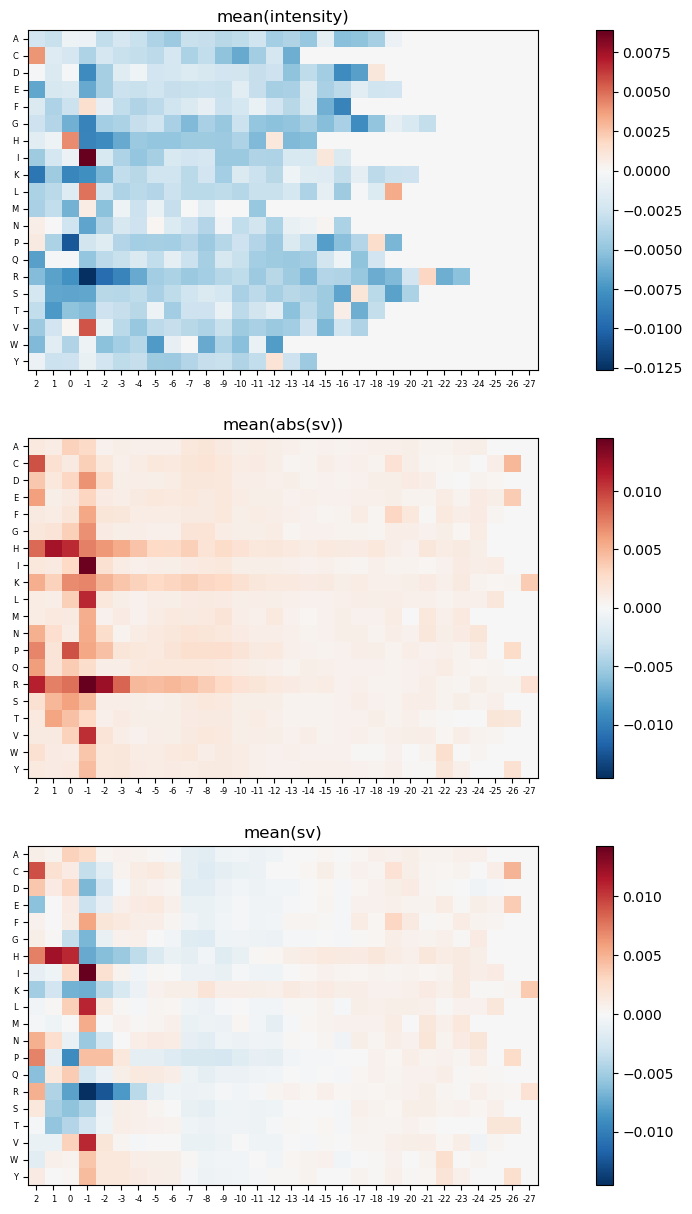 mean(intensity)
A
C
D
E
F
G
H
I
K
L
M
N
P
Q
R
S
T
V
W
Y
2 1 0 -1 -2 -3 -4 -5 -6 -7 -8 -9 -10 -11 -12 -13 -14 -15 -16 -17 -18 -19 -20 -21 -22 -23 -24 -25 -26 -27
0.0075
0.0050
0.0025
0.0000
−0.0025
−0.0050
−0.0075
−0.0100
−0.0125
mean(abs(sv))
A
C
D
E
F
G
H
I
K
L
M
N
P
Q
R
S
T
V
W
Y
2 1 0 -1 -2 -3 -4 -5 -6 -7 -8 -9 -10 -11 -12 -13 -14 -15 -16 -17 -18 -19 -20 -21 -22 -23 -24 -25 -26 -27
0.010
0.005
0.000
−0.005
−0.010
mean(sv)
A
C
D
E
F
G
H
I
K
L
M
N
P
Q
R
S
T
V
W
Y
2 1 0 -1 -2 -3 -4 -5 -6 -7 -8 -9 -10 -11 -12 -13 -14 -15 -16 -17 -18 -19 -20 -21 -22 -23 -24 -25 -26 -27
0.010
0.005
0.000
−0.005
−0.010